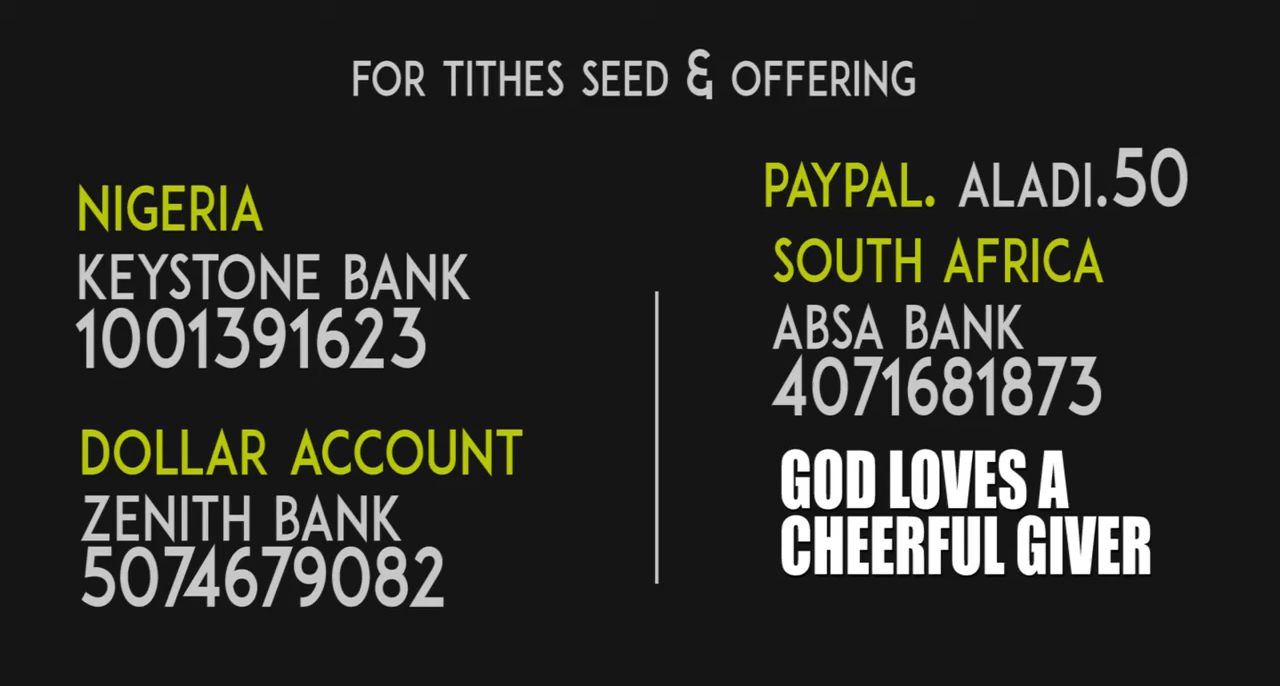 FOR TITHES SEED & OFFERING
NIGERIA
KEYSTONE BANK
1001391623
DOLLAR ACCOUNT
ZENITH BANK
5074679082
PAYPAL. ALADI.50
SOUTH AFRICA
ABSA BANK
4071681873
GOD LOVES A
CHEERFUL GIVER